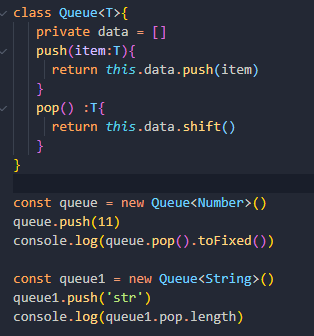 class Queue<T>{
private data = []
push(item:T){
return this.data.push(item)
}
pop() :T{
return this.data.shift()
}
}
const queue = new Queue<Number>()
queue.push(11)
console.log(queue.pop().toFixed())
const queue1 = new Queue<String>()
queue1.push('str')
console.log(queue1.pop.length)